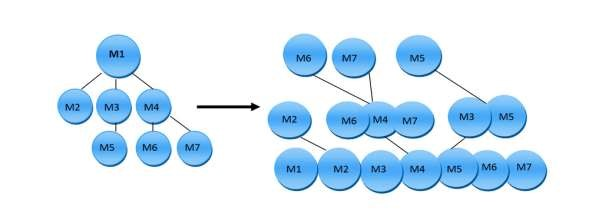 M1
M2 M3 M4
M5 M6 M7
M6 M7 M5
M2 M6 M4 M7 M3 M5
M1 M2 M3 M4 M5 M6 M7